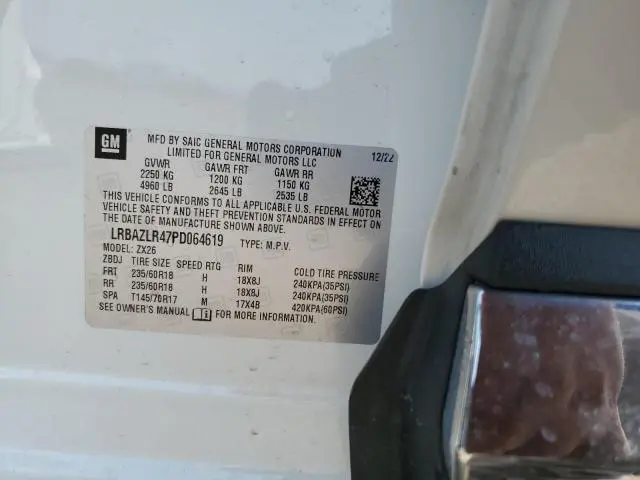 GM
MFD BY SAIC GENERAL MOTORS CORPORATION
LIMITED FOR GENERAL MOTORS LLC
12/22
GVWR GAWR FRT GAWR RR
2250 KG 1200 KG 1150 KG
4960 LB 2645 LB 2535 LB
THIS VEHICLE CONFORMS TO ALL APPLICABLE U.S. FEDERAL MOTOR
VEHICLE SAFETY AND THEFT PREVENTION STANDARDS IN EFFECT ON
THE DATE OF MANUFACTURE SHOWN ABOVE.
LRBAZLR47PD064619 TYPE: M.P.V.
MODEL: ZX26
ZBDJ TIRE SIZE SPEED RTG RIM COLD TIRE PRESSURE
FRT 235/60R18 H 18X8J 240KPA(35PSI)
RR 235/60R18 H 18X8J 240KPA(35PSI)
SPA T145/70R17 M 17X4B 420KPA(60PSI)
SEE OWNER'S MANUAL FOR MORE INFORMATION.